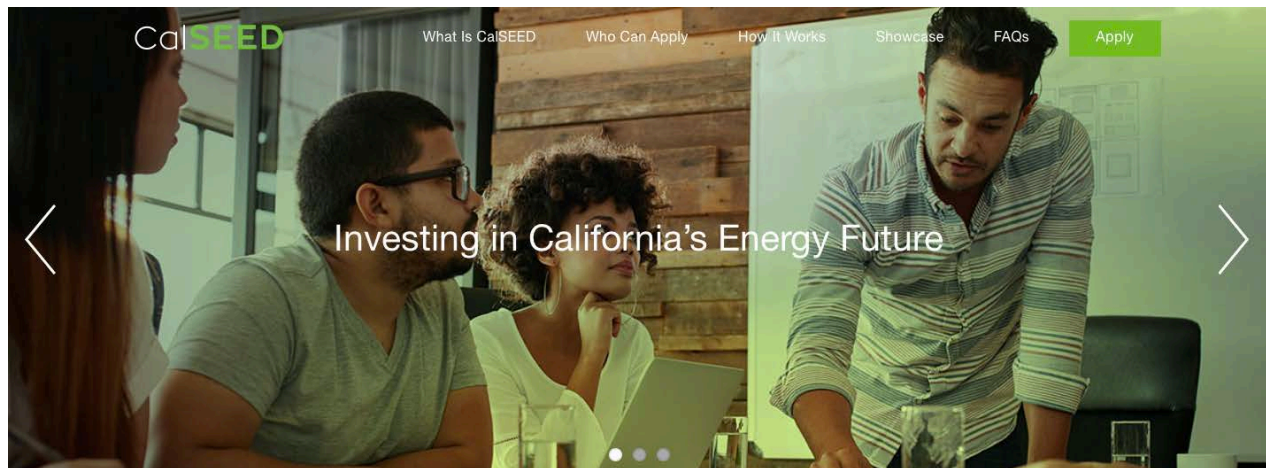 CalSEED
What Is CalSEED
Who Can Apply
How It Works
Showcase
FAQs
Apply
Investing in California's Energy Future